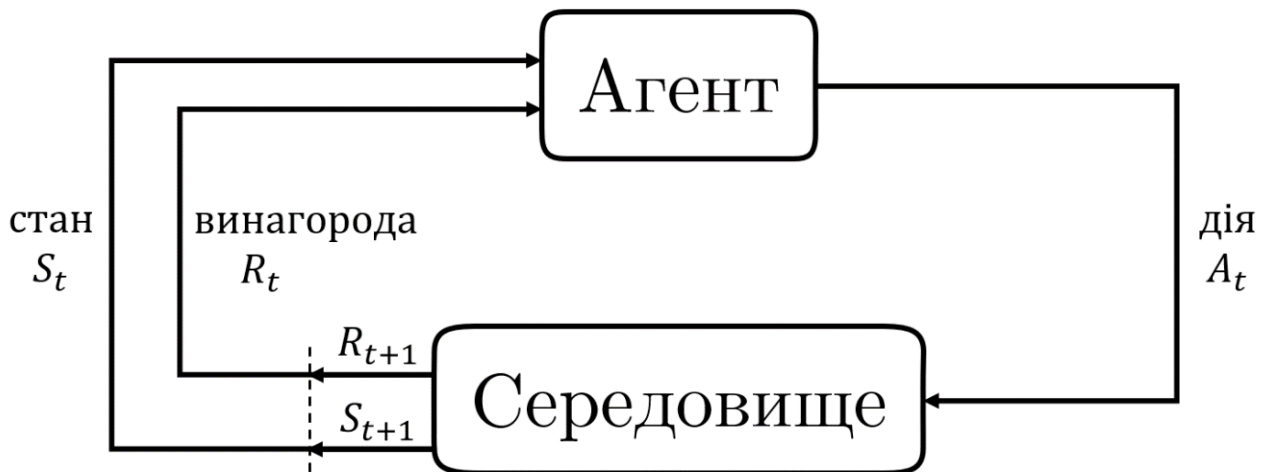 Агент
стан
S_t
винагорода
R_t
дія
A_t
R_{t+1}
S_{t+1}
Середовище